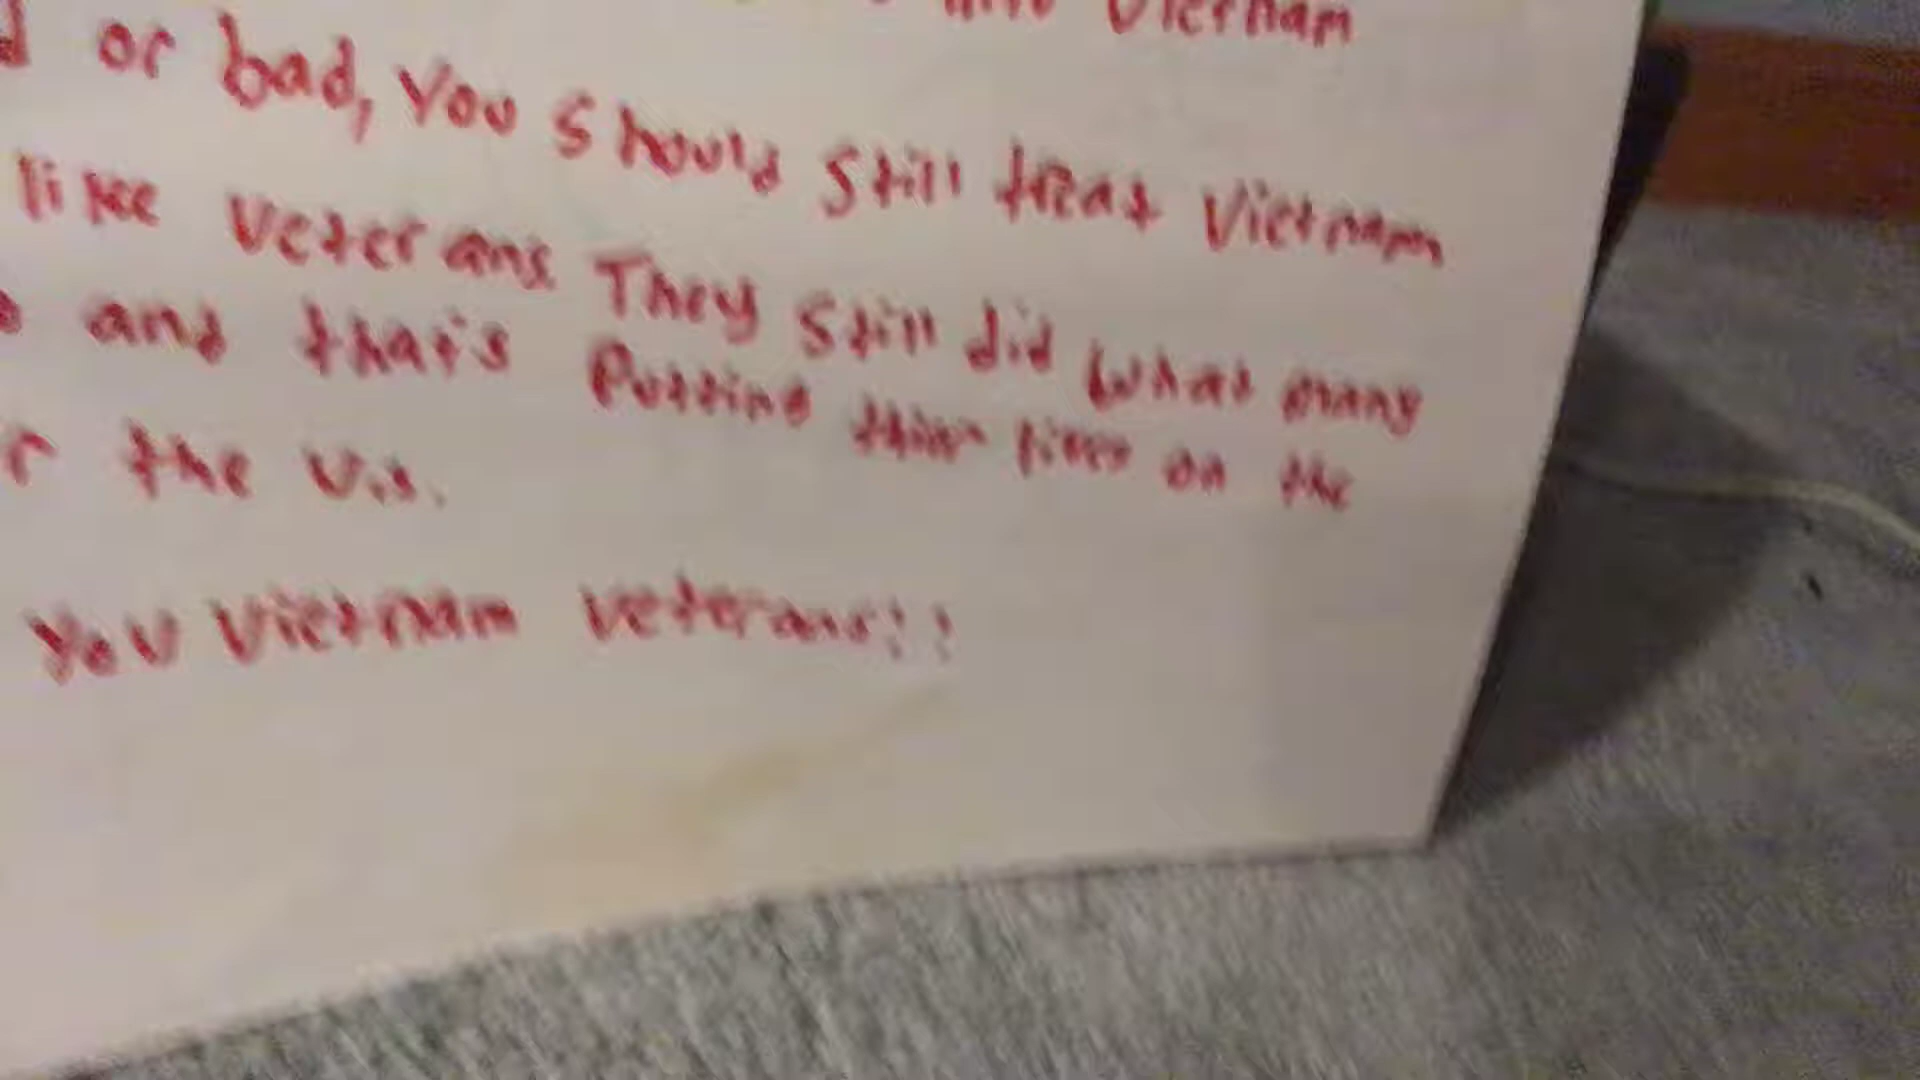 Vietnam
or bad, you should still treat Vietnam
like veterans They still did what many
and that's Putting thier lives on the
the U.S.
you Vietnam veterans!!